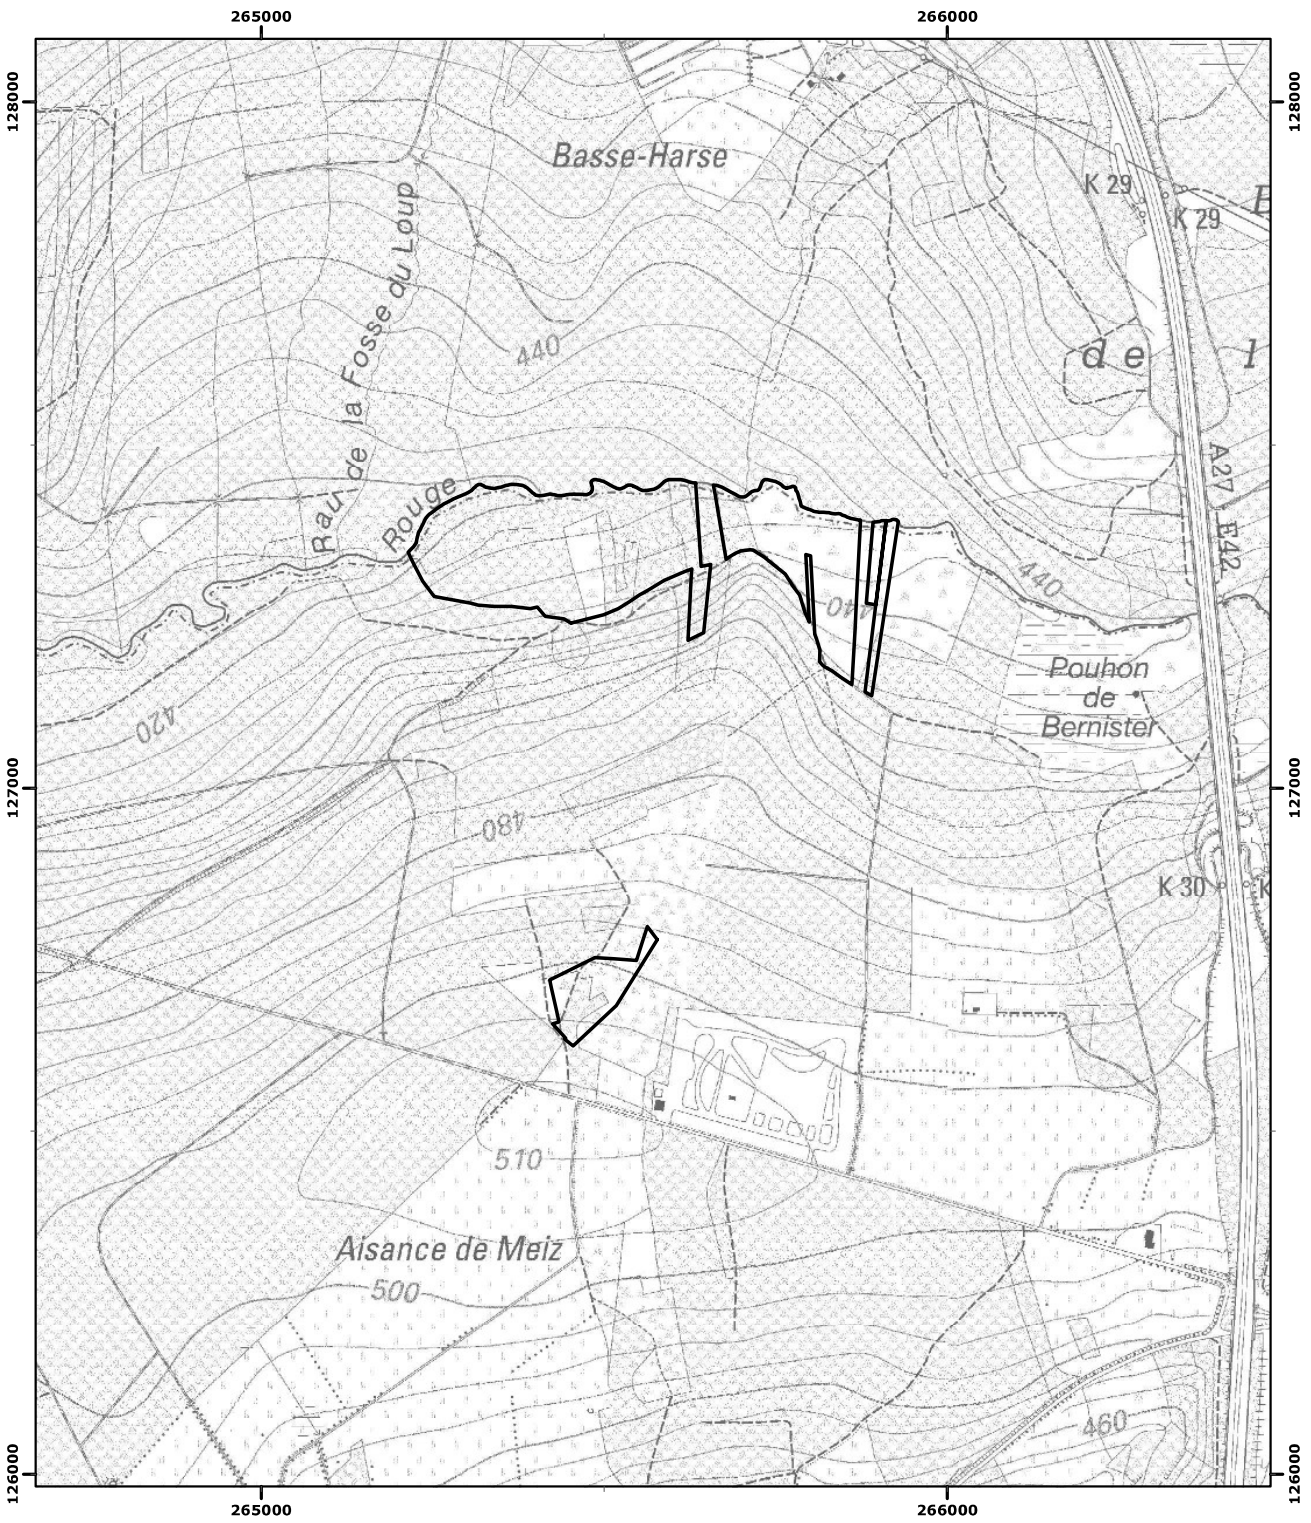 265000
266000
128000
128000
Basse-Harse
K 29
K 29
E
440
de
l
Rau de la Fosse du Loup
Rouge
A27 E42
440
440
Pouhon
de
Bernister
420
127000
127000
480
K 30
K
510
Aisance de Meiz
500
460
126000
126000
265000
266000